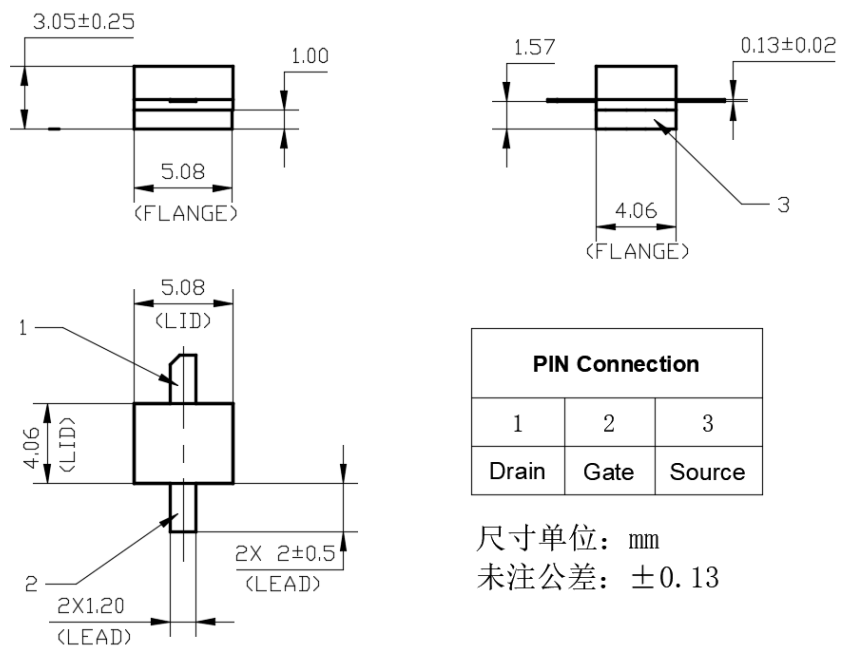 3.05±0.25
1.00
5.08
(FLANGE)
1.57
0.13±0.02
3
4.06
(FLANGE)
5.08
(LID)
1
4.06
(LID)
2
2X 2±0.5
(LEAD)
2X1.20
(LEAD)
PIN Connection
1 2 3
Drain Gate Source
尺寸单位：mm
未注公差：±0.13